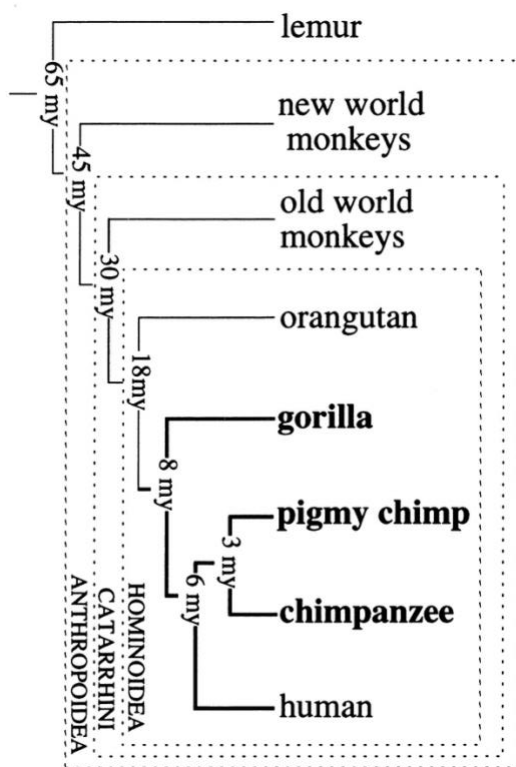 lemur
65 my
new world
monkeys
45 my
old world
monkeys
30 my
orangutan
18my
gorilla
8 my
pigmy chimp
3 my
chimpanzee
6 my
human
HOMINOIDEA
CATARRHINI
ANTHROPOIDEA